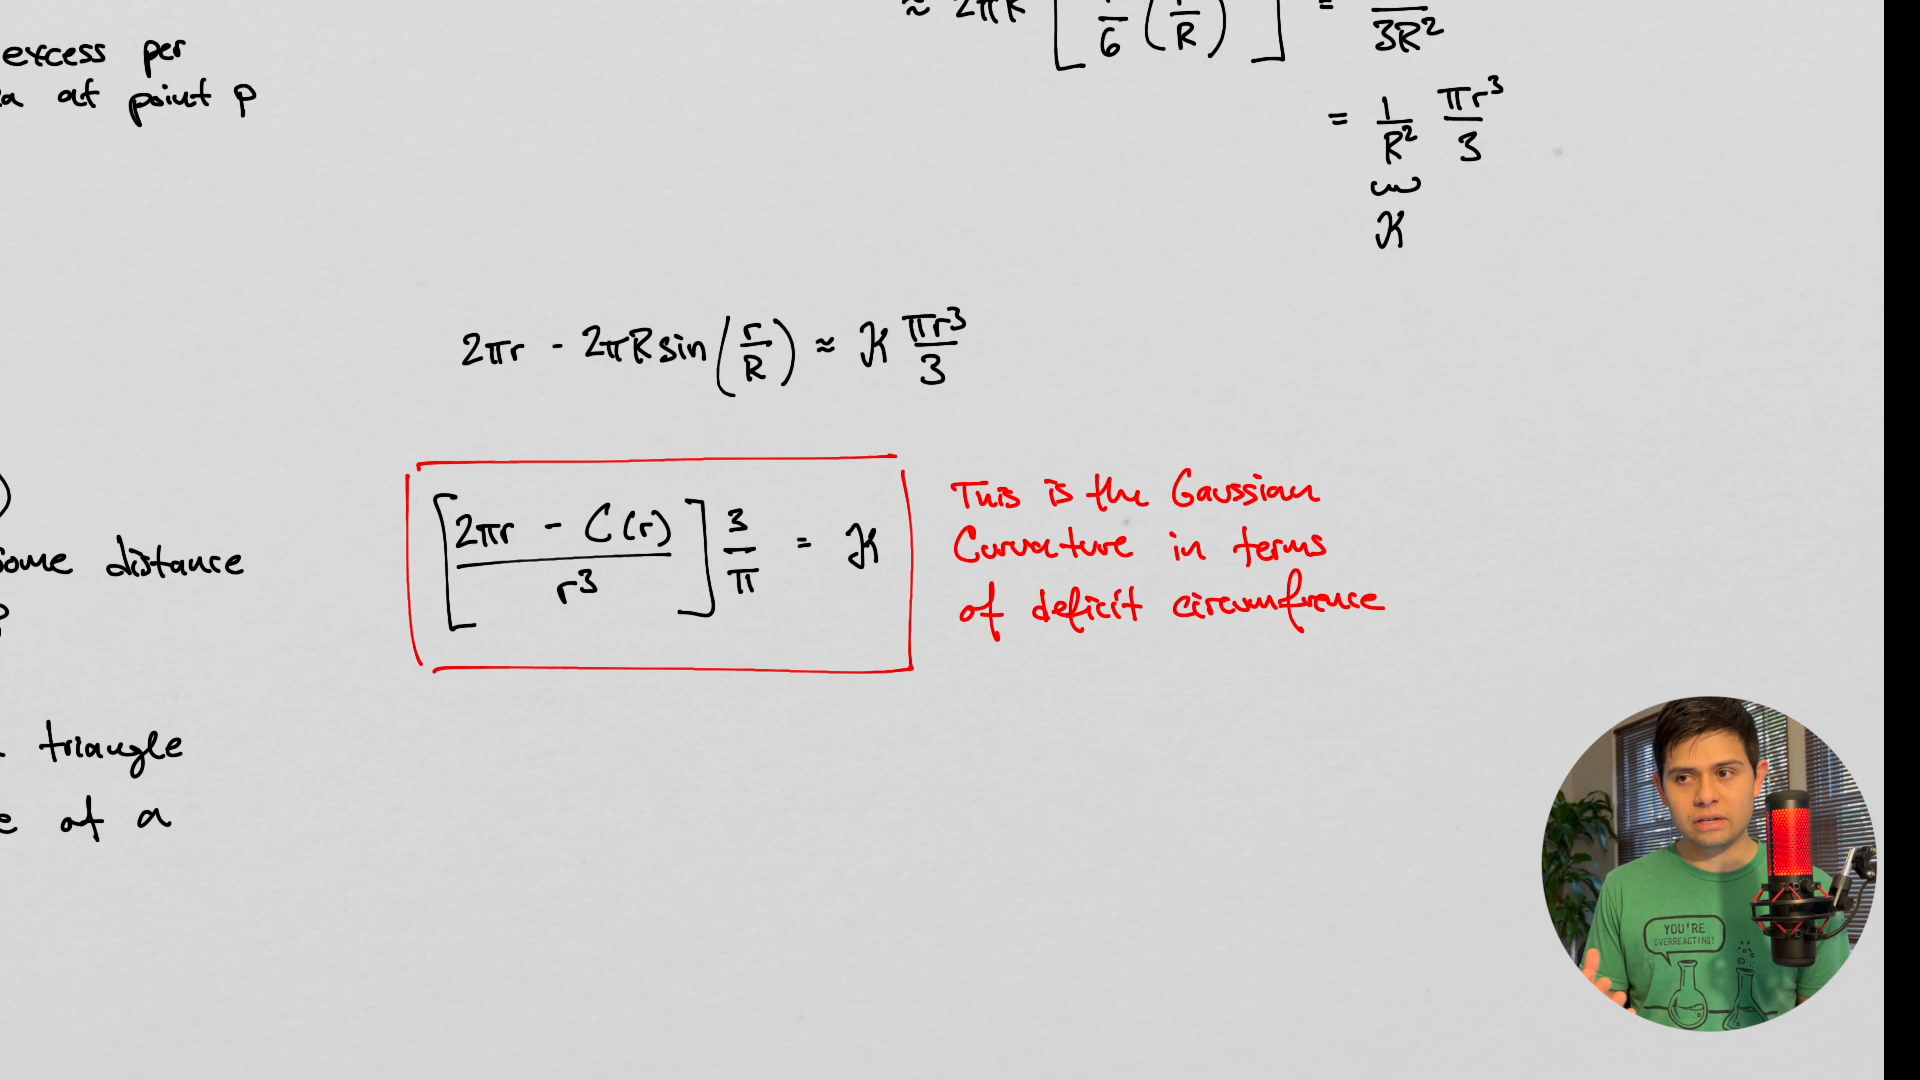 excess per
at point p
≈ 2πR [ 1/6 (r/R) ] =
3R²
= 1/R² πr³/3
K
2πr - 2πR sin(r/R) ≈ K πr³/3
[ (2πr - C(r))/r³ ] 3/π = K
This is the Gaussian
Curvature in terms
of deficit circumfrence
some distance
triangle
of a
YOU'RE
OVERREACTING!